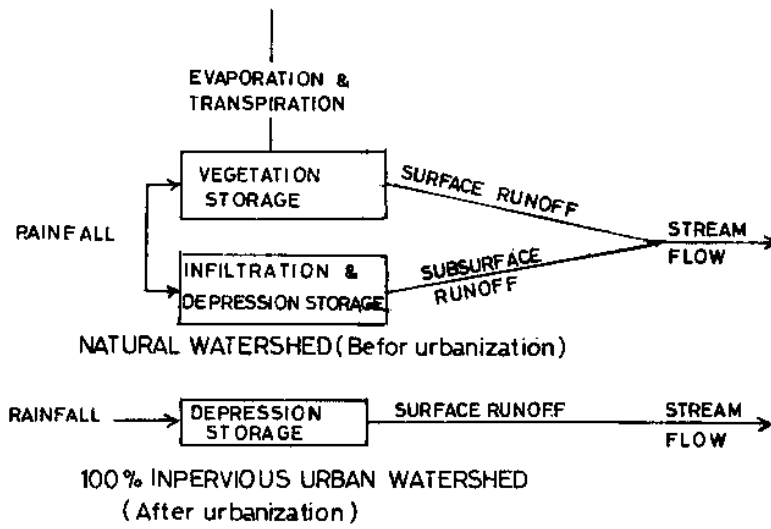 EVAPORATION &
TRANSPIRATION
VEGETATION
STORAGE
SURFACE RUNOFF
RAINFALL
STREAM
FLOW
INFILTRATION &
DEPRESSION STORAGE
SUBSURFACE
RUNOFF
NATURAL WATERSHED (Befor urbanization)
RAINFALL
DEPRESSION
STORAGE
SURFACE RUNOFF
STREAM
FLOW
100% INPERVIOUS URBAN WATERSHED
(After urbanization)